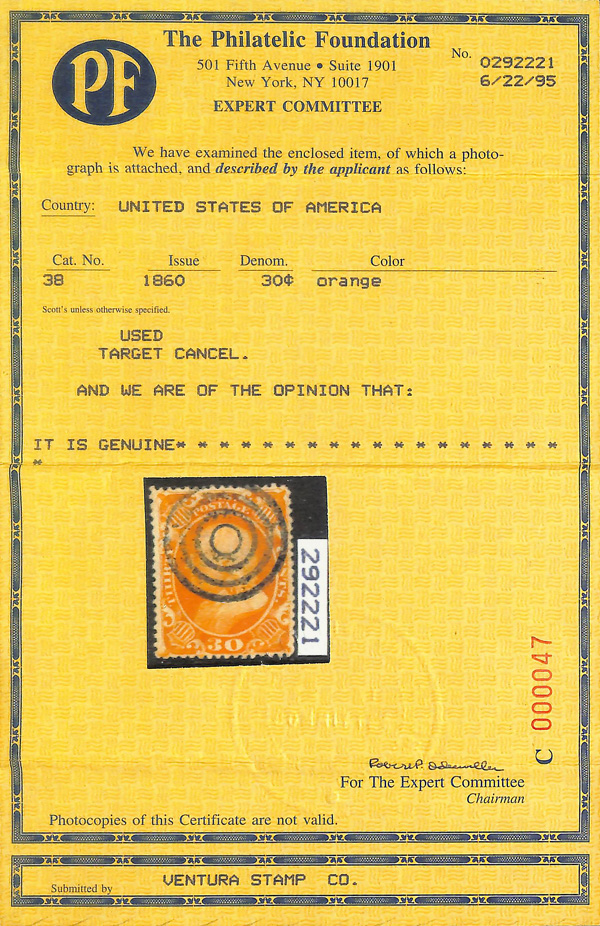 PF
The Philatelic Foundation
501 Fifth Avenue • Suite 1901
New York, NY 10017
EXPERT COMMITTEE
No. 0292221
6/22/95
We have examined the enclosed item, of which a photo-
graph is attached, and described by the applicant as follows:
Country: UNITED STATES OF AMERICA
Cat. No. Issue Denom. Color
38 1860 30¢ orange
Scott's unless otherwise specified.
USED
TARGET CANCEL.
AND WE ARE OF THE OPINION THAT:
IT IS GENUINE* * * * * * * * * * * * * * * * * *
*
POSTAGE
30
292221
C 000047
For The Expert Committee
Chairman
Photocopies of this Certificate are not valid.
Submitted by VENTURA STAMP CO.